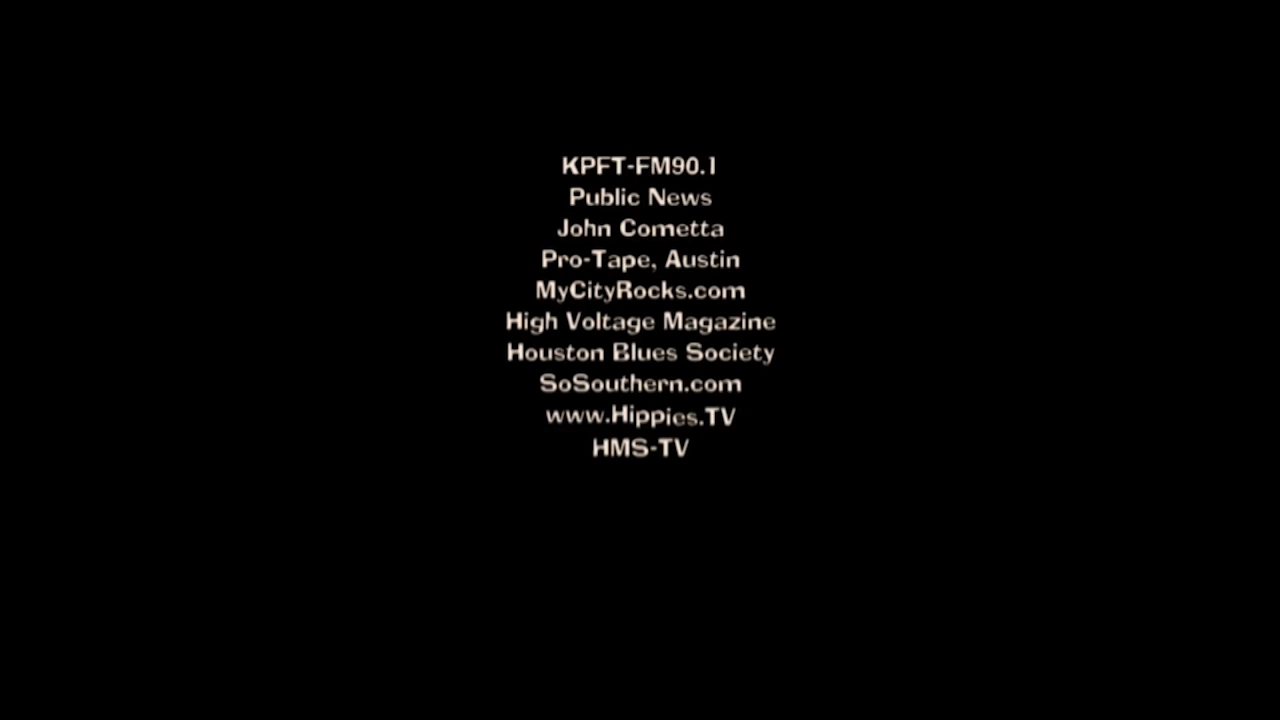 KPFT-FM90.1
Public News
John Cometta
Pro-Tape, Austin
MyCityRocks.com
High Voltage Magazine
Houston Blues Society
SoSouthern.com
www.Hippies.TV
HMS-TV